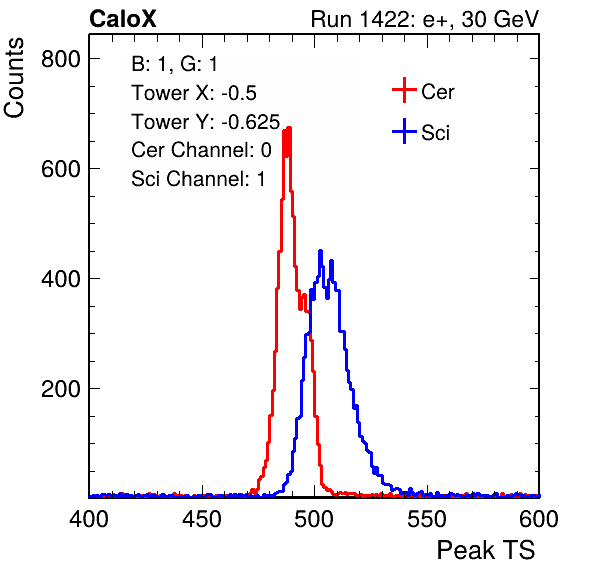 CaloX Run 1422: e+, 30 GeV
Counts
800
600
400
200
B: 1, G: 1
Tower X: -0.5
Tower Y: -0.625
Cer Channel: 0
Sci Channel: 1
Cer
Sci
400 450 500 550 600
Peak TS